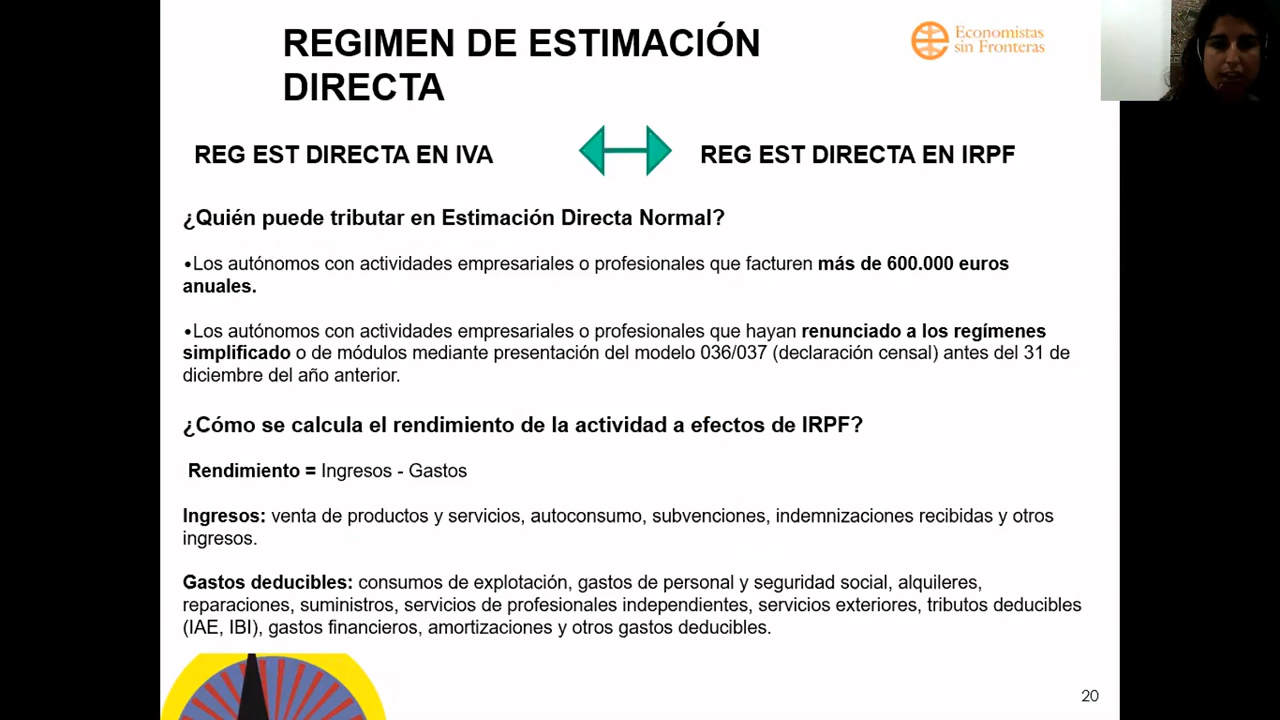 REGIMEN DE ESTIMACIÓN
DIRECTA
Economistas
sin Fronteras
REG EST DIRECTA EN IVA
REG EST DIRECTA EN IRPF
¿Quién puede tributar en Estimación Directa Normal?
•Los autónomos con actividades empresariales o profesionales que facturen más de 600.000 euros
anuales.
•Los autónomos con actividades empresariales o profesionales que hayan renunciado a los regímenes
simplificado o de módulos mediante presentación del modelo 036/037 (declaración censal) antes del 31 de
diciembre del año anterior.
¿Cómo se calcula el rendimiento de la actividad a efectos de IRPF?
Rendimiento = Ingresos - Gastos
Ingresos: venta de productos y servicios, autoconsumo, subvenciones, indemnizaciones recibidas y otros
ingresos.
Gastos deducibles: consumos de explotación, gastos de personal y seguridad social, alquileres,
reparaciones, suministros, servicios de profesionales independientes, servicios exteriores, tributos deducibles
(IAE, IBI), gastos financieros, amortizaciones y otros gastos deducibles.
20